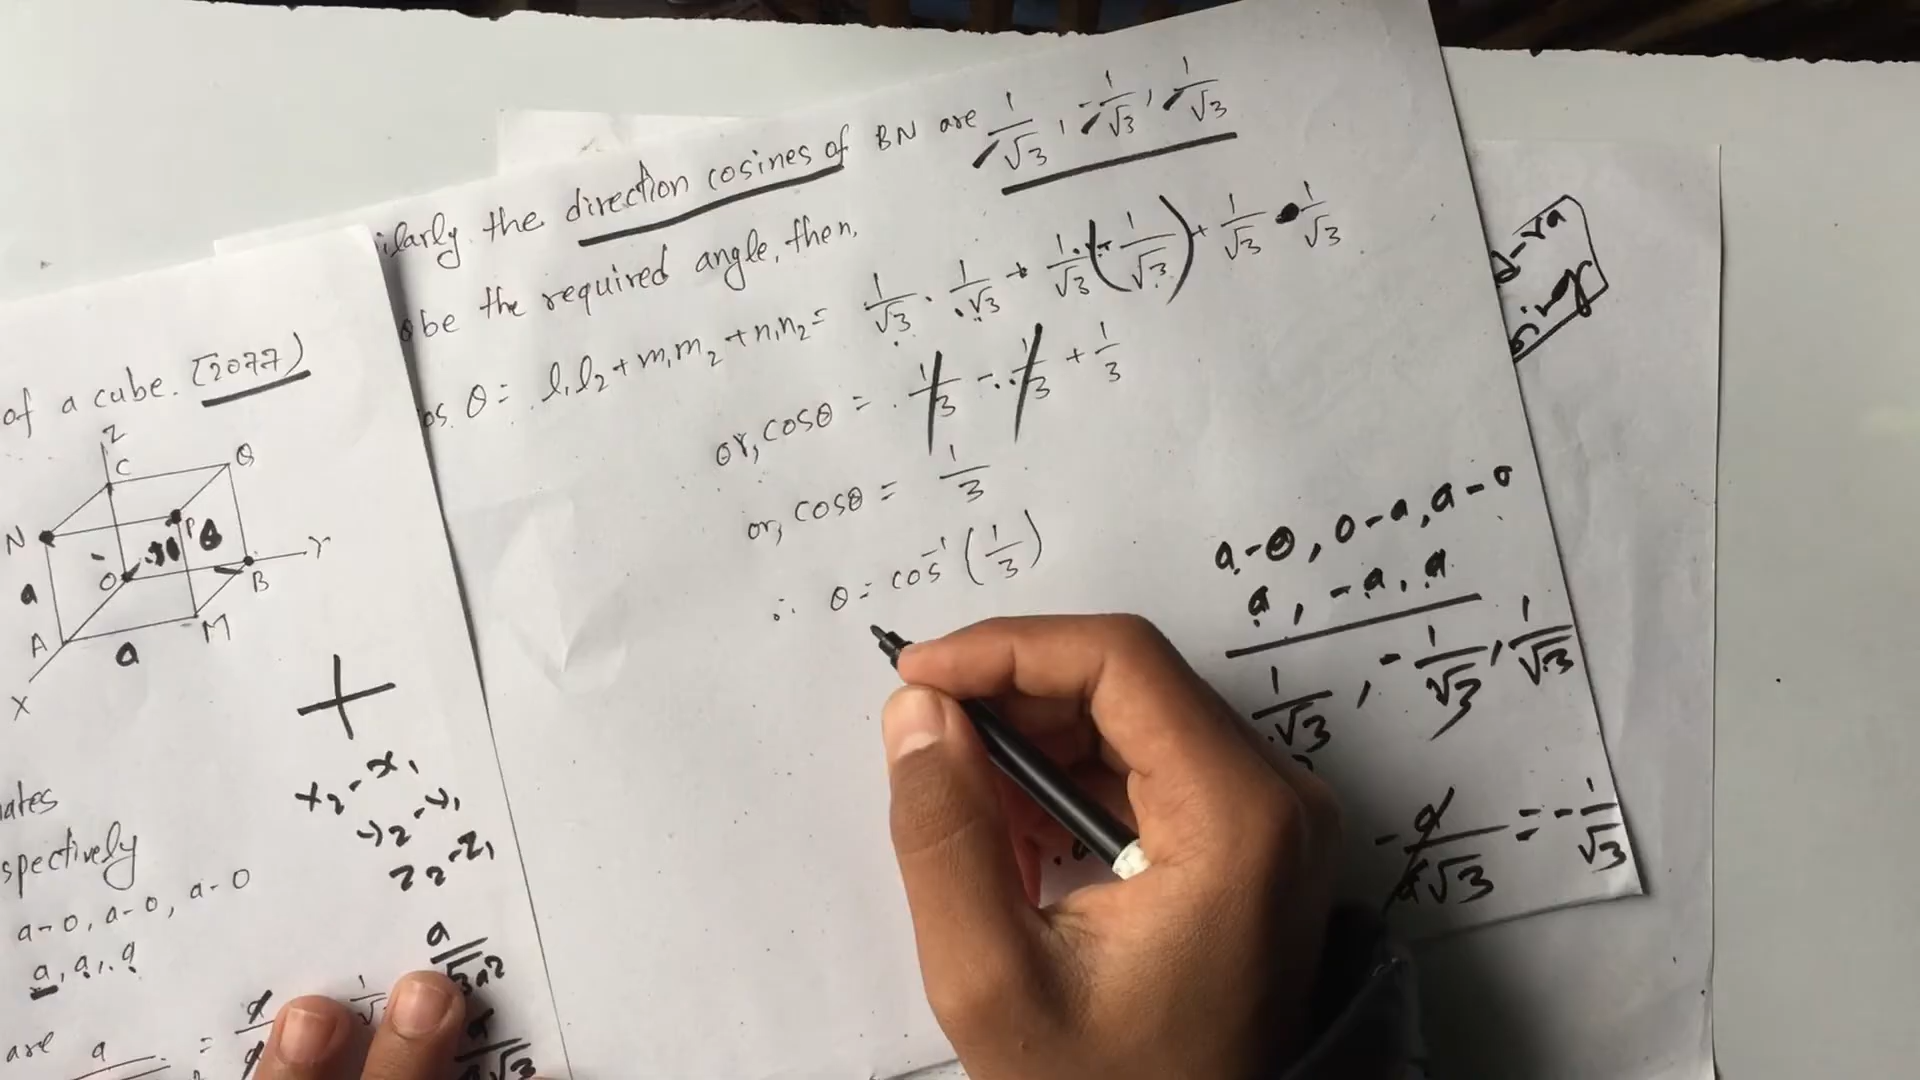 ilarly the direction cosines of BN are 1/√3, -1/√3, 1/√3
be the required angle, then,
os θ = l₁l₂ + m₁m₂ + n₁n₂ = 1/√3 . 1/√3 + 1/√3 . (-1/√3) + 1/√3 . 1/√3
or, cosθ = 1/3 - 1/3 + 1/3
or, cosθ = 1/3
∴ θ = cos⁻¹(1/3)
of a cube. [2077)
Z
C
Q
N
P
Y
a
O
B
A
a
M
X
x₂ - x₁
y₂ - y₁
z₂ - z₁
ates
spectively
a-0, a-0, a-0
a, a, a
are a
=
a/√3a²
a-0, 0-a, a-0
a, -a, a
1/√3, -1/√3, 1/√3
-a/a√3 = -1/√3